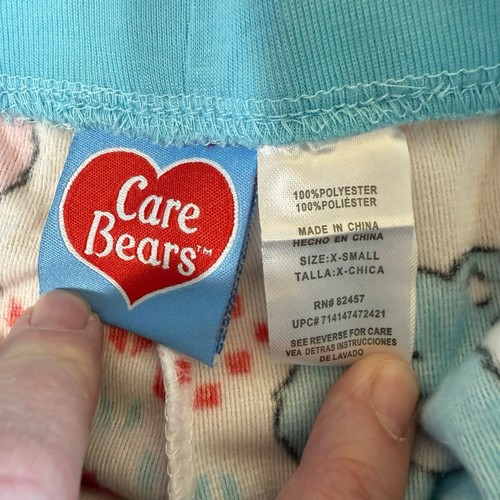 Care
Bears™
100%POLYESTER
100%POLIÉSTER
MADE IN CHINA
HECHO EN CHINA
SIZE:X-SMALL
TALLA:X-CHICA
RN# 82457
UPC# 714147472421
SEE REVERSE FOR CARE
VEA DETRAS INSTRUCCIONES
DE LAVADO